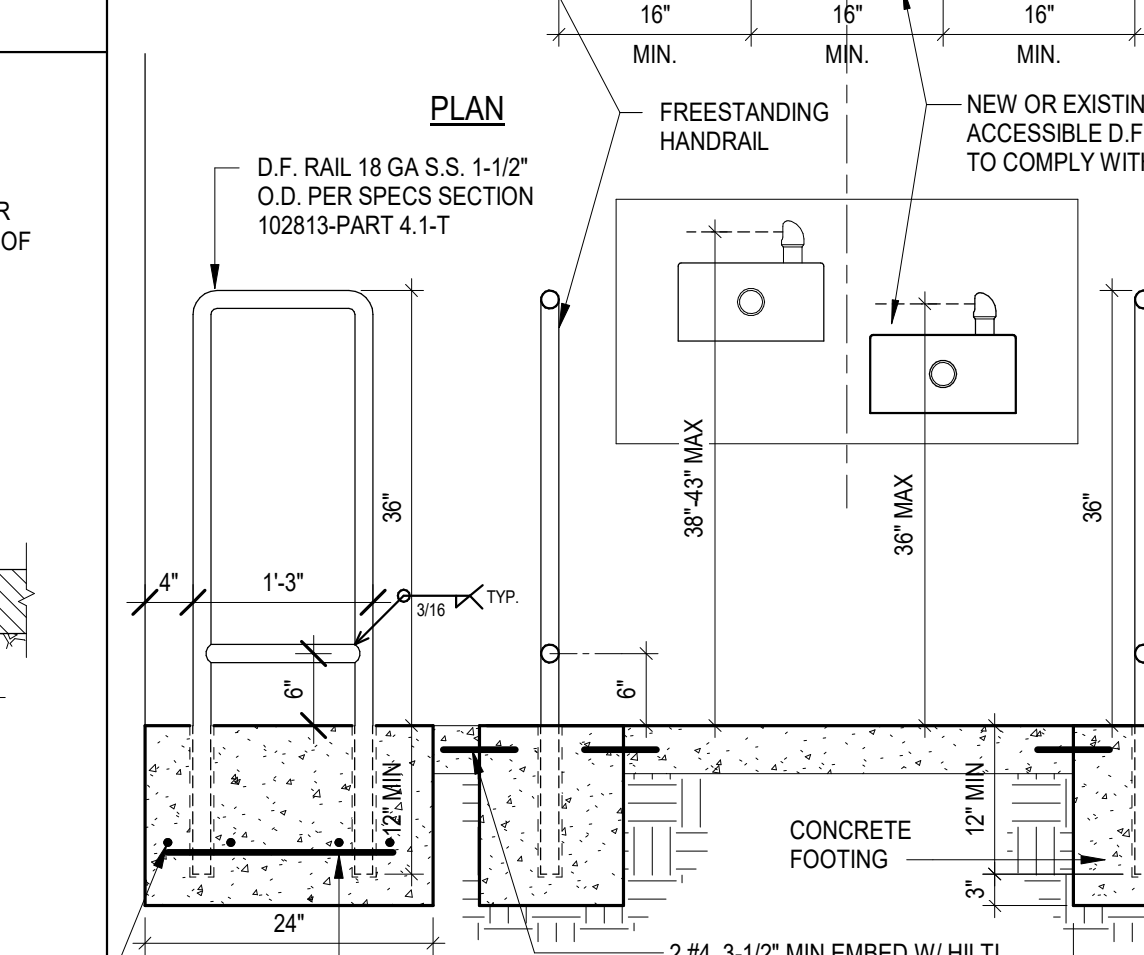 16"
16"
16"
MIN.
MIN.
MIN.
PLAN
FREESTANDING
HANDRAIL
NEW OR EXISTIN
ACCESSIBLE D.F
TO COMPLY WIT
D.F. RAIL 18 GA S.S. 1-1/2"
O.D. PER SPECS SECTION
102813-PART 4.1-T
R
OF
38"-43" MAX
36" MAX
36"
36"
4"
1'-3"
3/16
TYP.
6"
6"
12" MIN
12" MIN
CONCRETE
FOOTING
3"
24"
2 #4, 3-1/2" MIN EMBED W/ HILTI